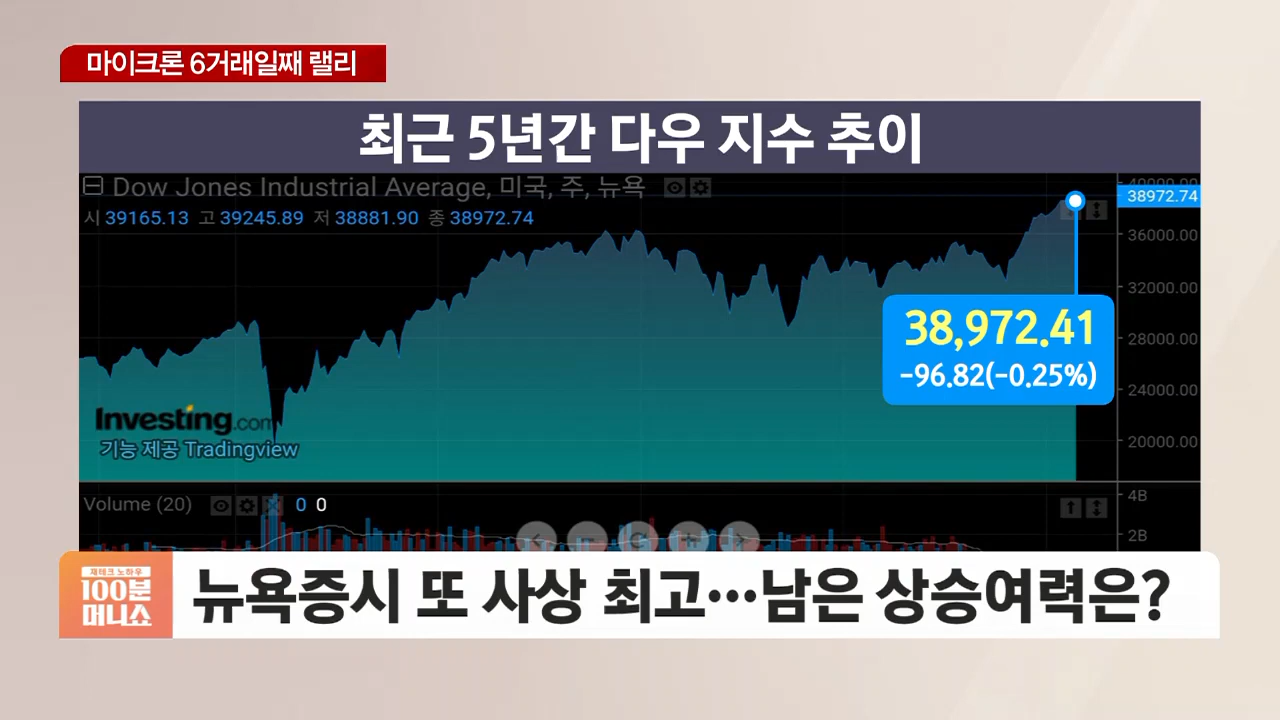 마이크론 6거래일째 랠리
최근 5년간 다우 지수 추이
Dow Jones Industrial Average, 미국, 주, 뉴욕
시 39165.13 고 39245.89 저 38881.90 종 38972.74
40000.00
38972.74
36000.00
32000.00
38,972.41
-96.82(-0.25%)
28000.00
24000.00
20000.00
Investing.com
기능 제공 Tradingview
Volume (20) 0 0
4B
2B
재테크 노하우
100분
머니쇼
뉴욕증시 또 사상 최고…남은 상승여력은?